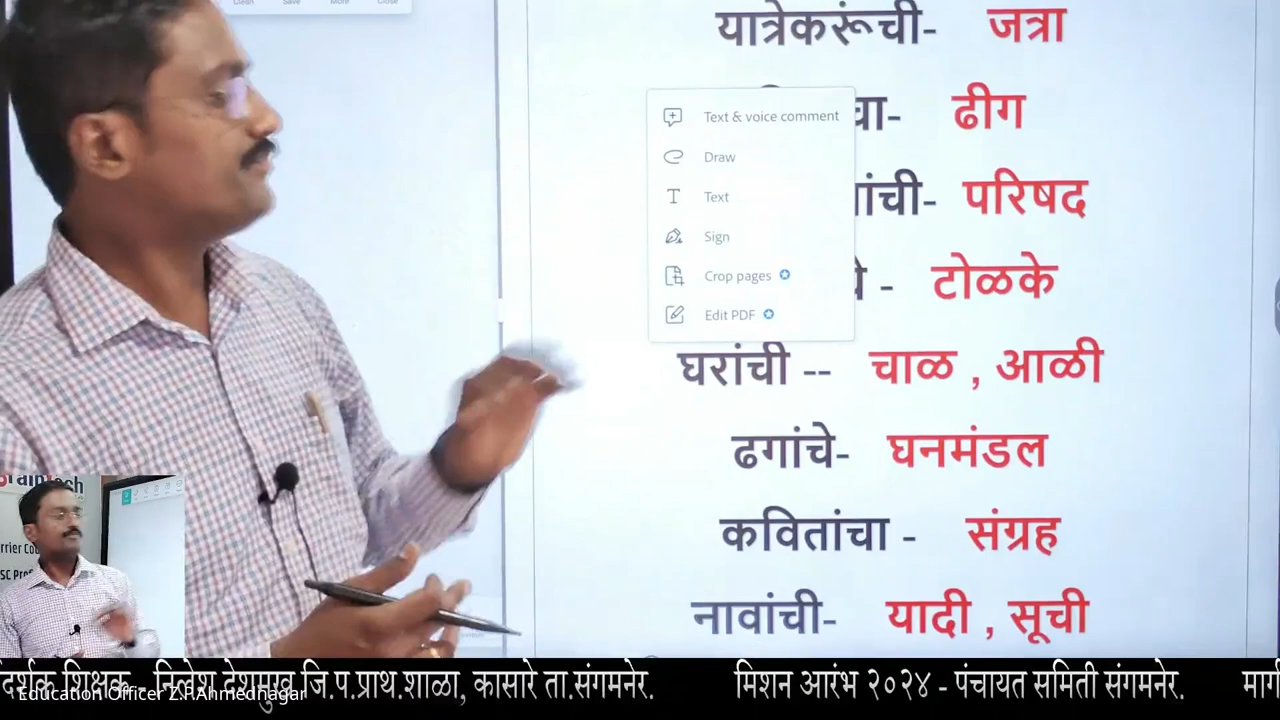 Clean Save More Close
यात्रेकरूंची- जत्रा
ढीग
Text & voice comment
Draw
परिषद
Text
Sign
टोळके
Crop pages
Edit PDF
घरांची -- चाळ , आळी
ढगांचे- घनमंडल
कवितांचा - संग्रह
नावांची- यादी , सूची
शिक्षक - निलेश देशमुख जि.प.प्राथ.शाळा, कासारे ता.संगमनेर. मिशन आरंभ २०२४ - पंचायत समिती संगमनेर.
Education Officer Z.P.Ahmednagar